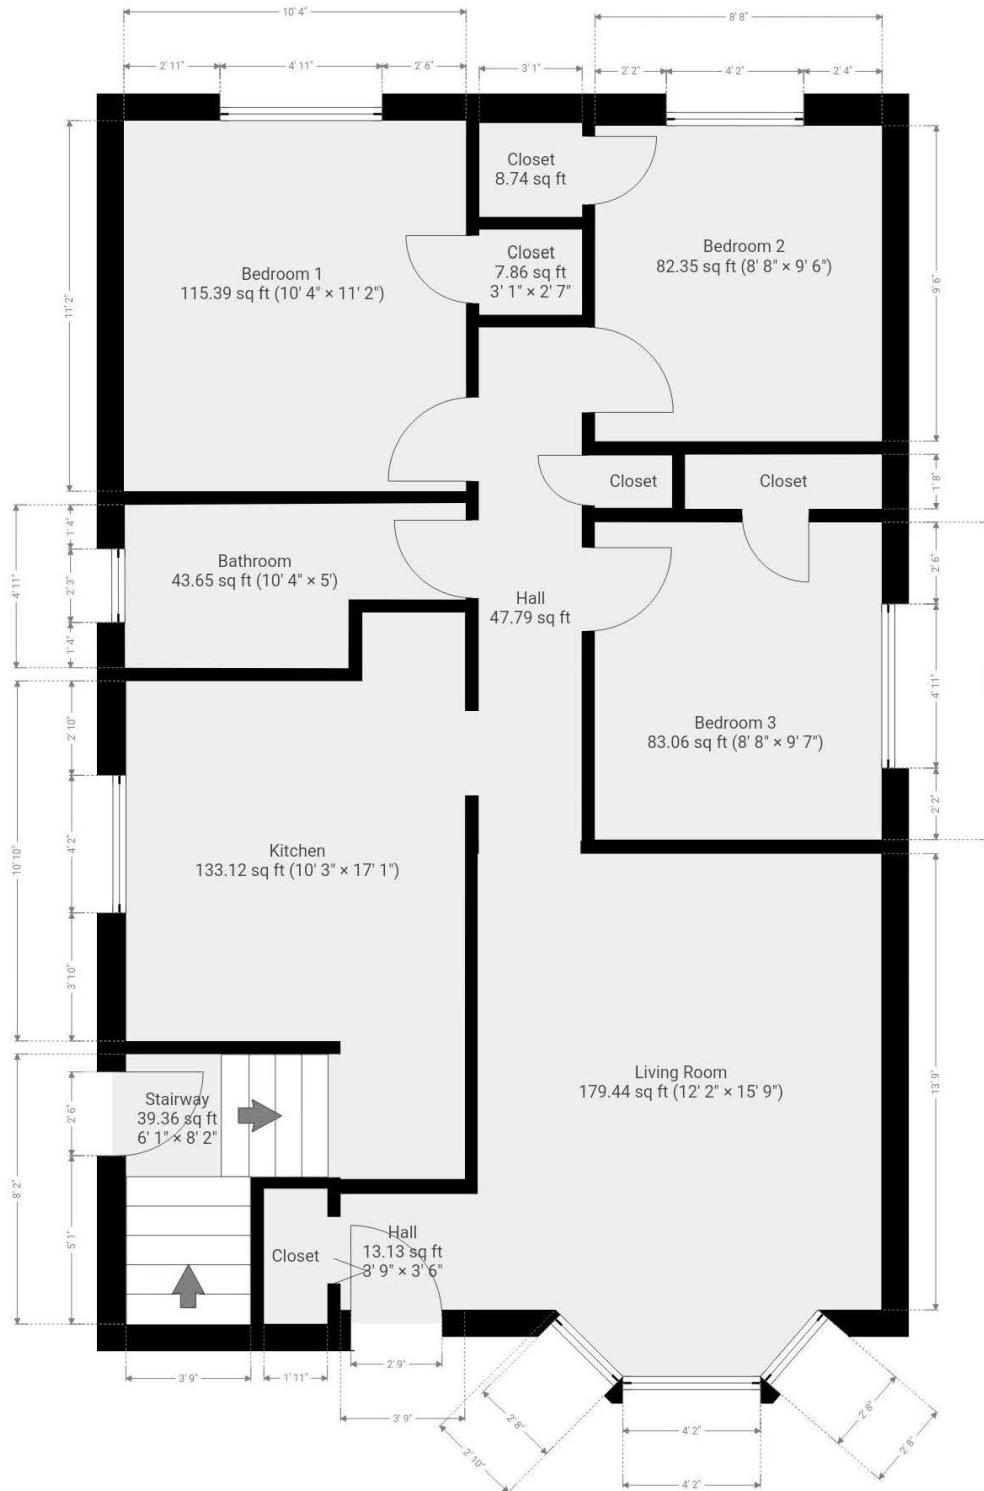 10' 4"
8' 8"
2' 11"
4' 11"
2' 6"
3' 1"
2' 2"
4' 2"
2' 4"
Closet
8.74 sq ft
Closet
7.86 sq ft
3' 1" × 2' 7"
Bedroom 1
115.39 sq ft (10' 4" × 11' 2")
Bedroom 2
82.35 sq ft (8' 8" × 9' 6")
11' 2"
9' 6"
Closet
Closet
1' 8"
Bathroom
43.65 sq ft (10' 4" × 5')
4' 11"
1' 4"
2' 3"
1' 4"
Hall
47.79 sq ft
2' 6"
4' 11"
2' 2"
Bedroom 3
83.06 sq ft (8' 8" × 9' 7")
10' 10"
2' 10"
4' 2"
3' 10"
Kitchen
133.12 sq ft (10' 3" × 17' 1")
Living Room
179.44 sq ft (12' 2" × 15' 9")
13' 9"
Stairway
39.36 sq ft
6' 1" × 8' 2"
8' 2"
2' 6"
5' 1"
Closet
Hall
13.13 sq ft
3' 9" × 3' 6"
3' 9"
1' 11"
2' 9"
3' 9"
2' 8"
2' 10"
4' 2"
4' 2"
2' 8"
2' 8"